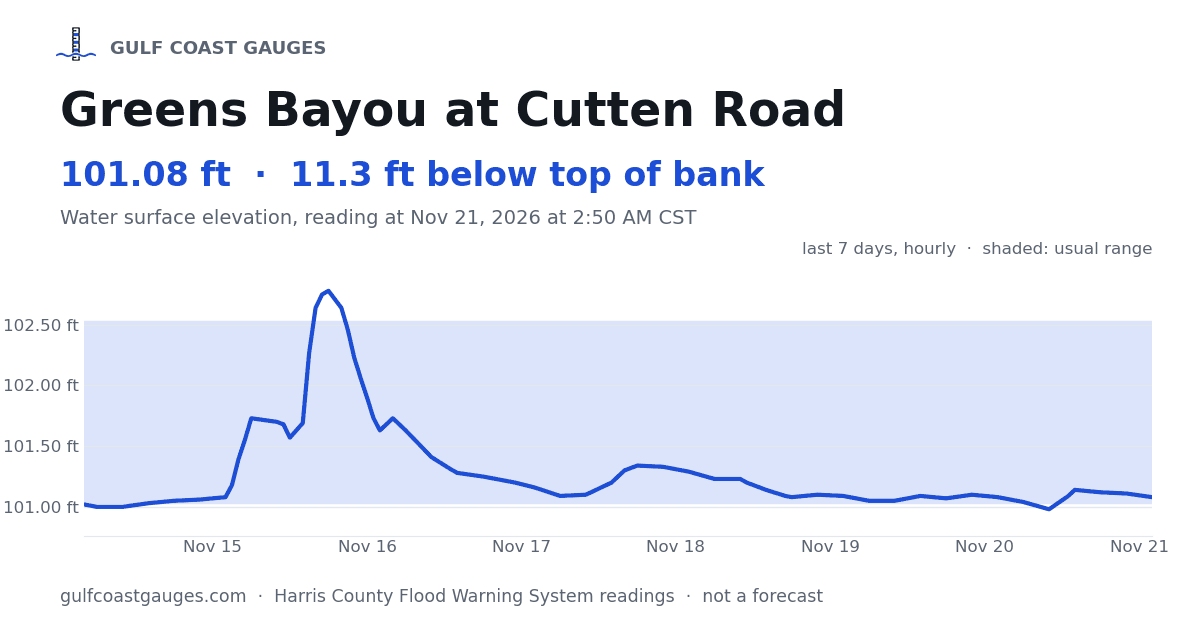 GULF COAST GAUGES
Greens Bayou at Cutten Road
101.08 ft · 11.3 ft below top of bank
Water surface elevation, reading at Nov 21, 2026 at 2:50 AM CST
last 7 days, hourly · shaded: usual range
102.50 ft
102.00 ft
101.50 ft
101.00 ft
Nov 15 Nov 16 Nov 17 Nov 18 Nov 19 Nov 20 Nov 21
gulfcoastgauges.com · Harris County Flood Warning System readings · not a forecast